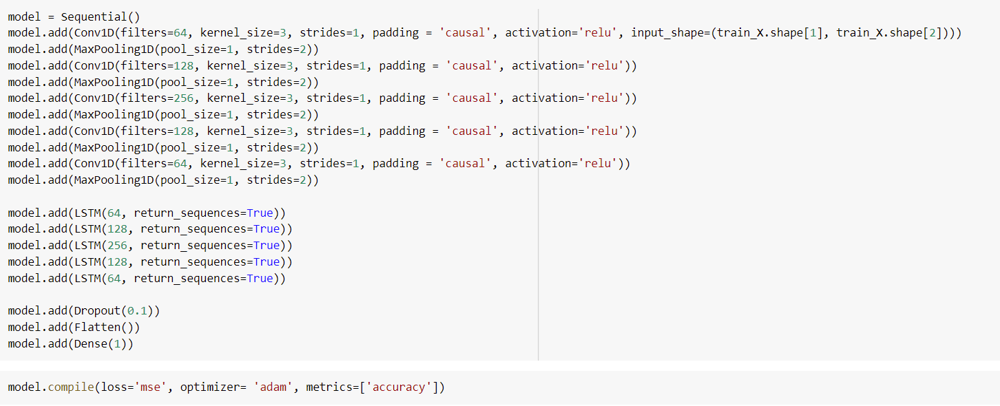 model = Sequential()
model.add(Conv1D(filters=64, kernel_size=3, strides=1, padding = 'causal', activation='relu', input_shape=(train_X.shape[1], train_X.shape[2])))
model.add(MaxPooling1D(pool_size=1, strides=2))
model.add(Conv1D(filters=128, kernel_size=3, strides=1, padding = 'causal', activation='relu'))
model.add(MaxPooling1D(pool_size=1, strides=2))
model.add(Conv1D(filters=256, kernel_size=3, strides=1, padding = 'causal', activation='relu'))
model.add(MaxPooling1D(pool_size=1, strides=2))
model.add(Conv1D(filters=128, kernel_size=3, strides=1, padding = 'causal', activation='relu'))
model.add(MaxPooling1D(pool_size=1, strides=2))
model.add(Conv1D(filters=64, kernel_size=3, strides=1, padding = 'causal', activation='relu'))
model.add(MaxPooling1D(pool_size=1, strides=2))
model.add(LSTM(64, return_sequences=True))
model.add(LSTM(128, return_sequences=True))
model.add(LSTM(256, return_sequences=True))
model.add(LSTM(128, return_sequences=True))
model.add(LSTM(64, return_sequences=True))
model.add(Dropout(0.1))
model.add(Flatten())
model.add(Dense(1))
model.compile(loss='mse', optimizer= 'adam', metrics=['accuracy'])